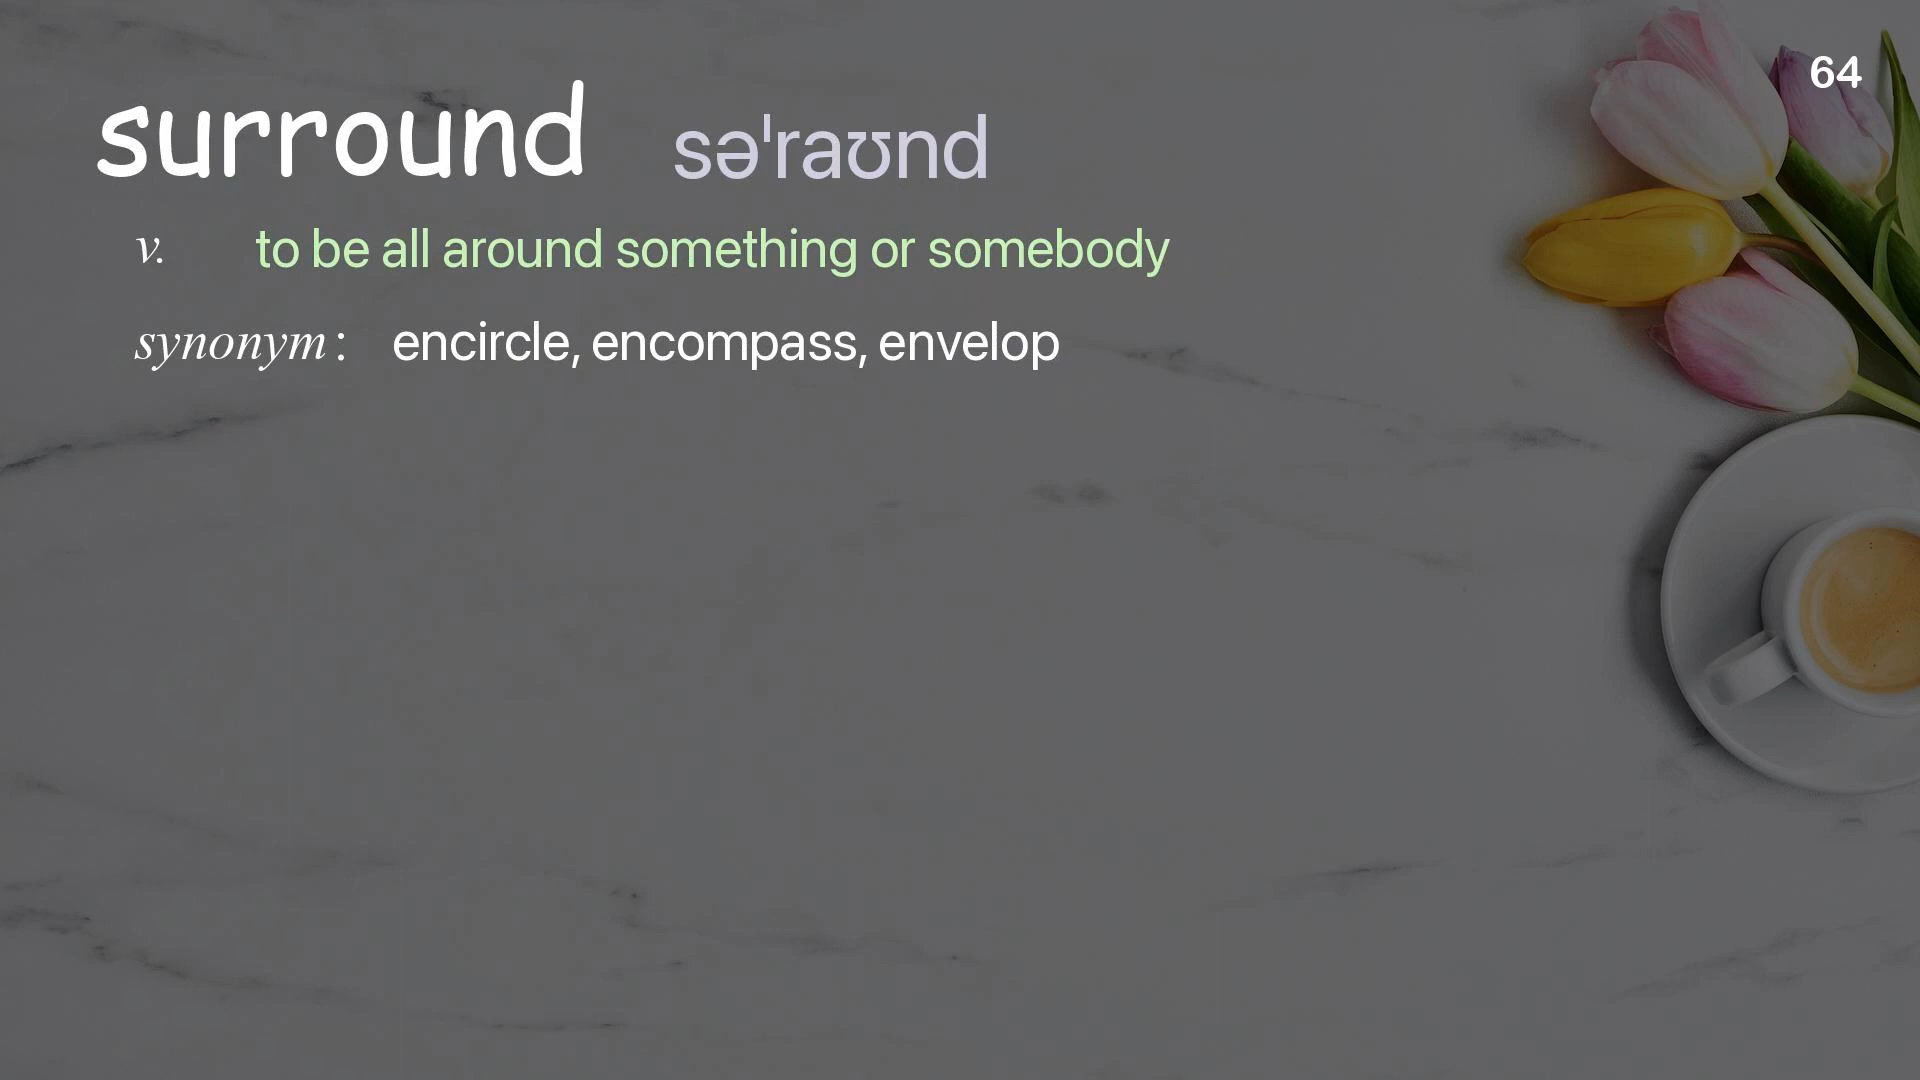 64
surround səˈraʊnd
v. to be all around something or somebody
synonym : encircle, encompass, envelop